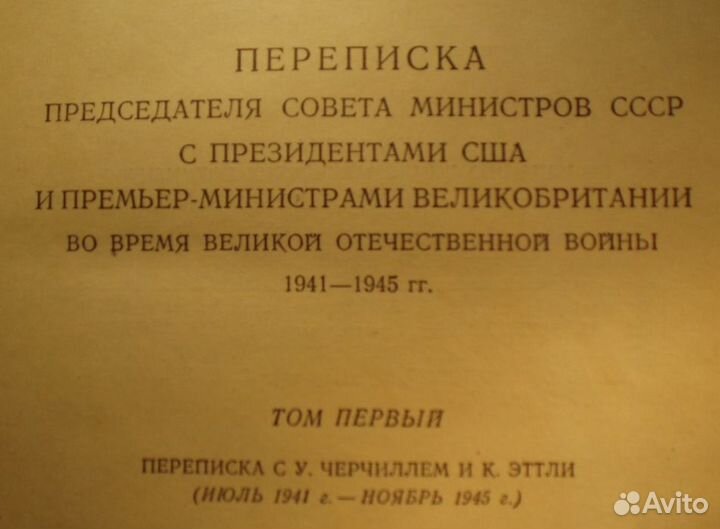 ПЕРЕПИСКА
ПРЕДСЕДАТЕЛЯ СОВЕТА МИНИСТРОВ СССР
С ПРЕЗИДЕНТАМИ США
И ПРЕМЬЕР-МИНИСТРАМИ ВЕЛИКОБРИТАНИИ
ВО ВРЕМЯ ВЕЛИКОЙ ОТЕЧЕСТВЕННОЙ ВОЙНЫ
1941—1945 гг.
ТОМ ПЕРВЫЙ
ПЕРЕПИСКА С У. ЧЕРЧИЛЛЕМ И К. ЭТТЛИ
(ИЮЛЬ 1941 г. — НОЯБРЬ 1945 г.)
Avito